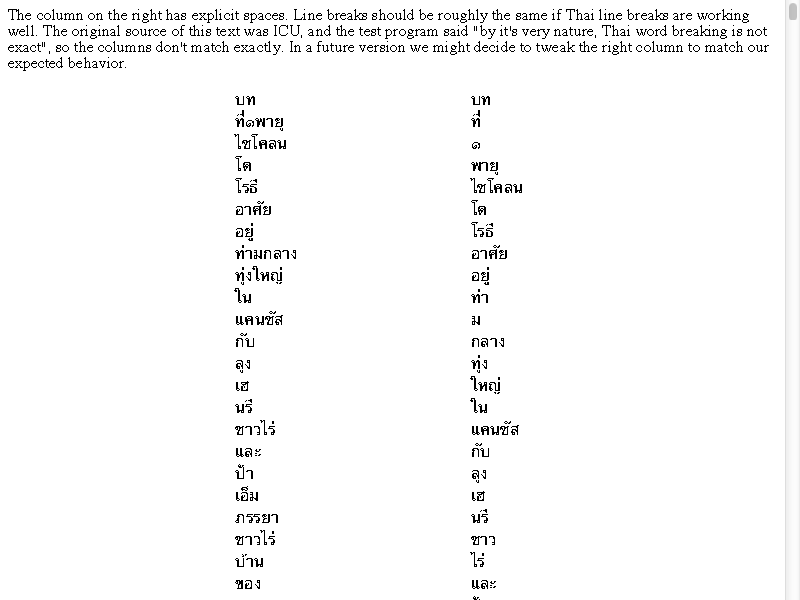 The column on the right has explicit spaces. Line breaks should be roughly the same if Thai line breaks are working
well. The original source of this text was ICU, and the test program said "by it's very nature, Thai word breaking is not
exact", so the columns don't match exactly. In a future version we might decide to tweak the right column to match our
expected behavior.
บท
ที่๑พายุ
ไซโคลน
โด
โรธี
อาศัย
อยู่
ท่ามกลาง
ทุ่งใหญ่
ใน
แคนซัส
กับ
ลุง
เฮ
นรี
ชาวไร่
และ
ป้า
เอ็ม
ภรรยา
ชาวไร่
บ้าน
ของ
บท
ที่
๑
พายุ
ไซโคลน
โด
โรธี
อาศัย
อยู่
ท่า
ม
กลาง
ทุ่ง
ใหญ่
ใน
แคนซัส
กับ
ลุง
เฮ
นรี
ชาว
ไร่
และ